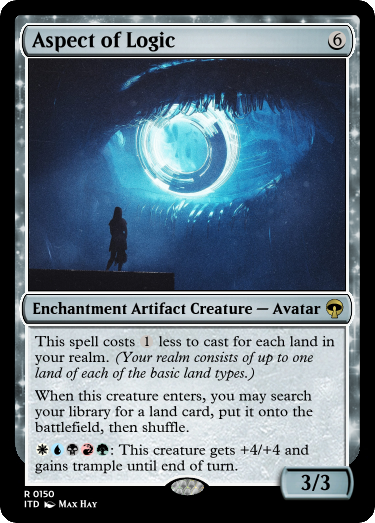 Aspect of Logic 6
Enchantment Artifact Creature — Avatar
This spell costs 1 less to cast for each land in
your realm. (Your realm consists of up to one
land of each of the basic land types.)
When this creature enters, you may search
your library for a land card, put it onto the
battlefield, then shuffle.
: This creature gets +4/+4 and
gains trample until end of turn.
3/3
R 0150
ITD Max Hay